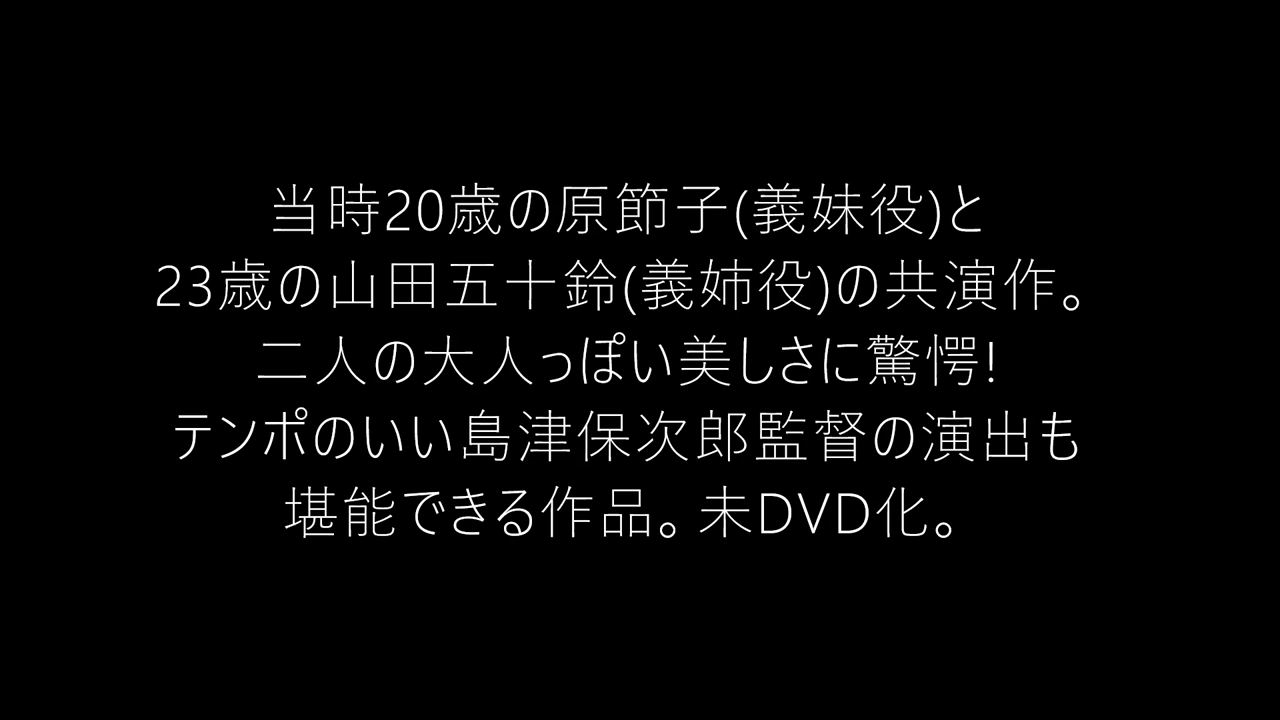 当時20歳の原節子(義妹役)と
23歳の山田五十鈴(義姉役)の共演作。
二人の大人っぽい美しさに驚愕!
テンポのいい島津保次郎監督の演出も
堪能できる作品。未DVD化。